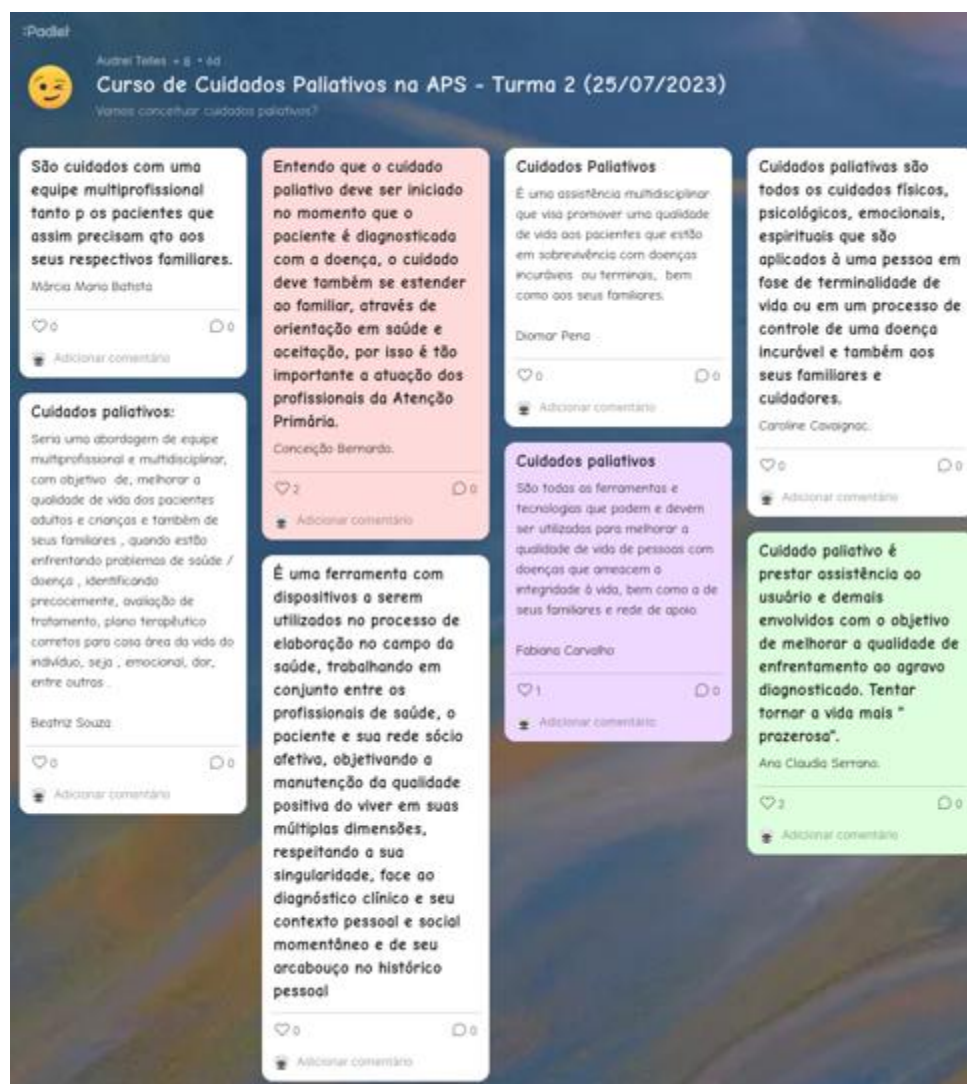 :Padlet
Audrei Telles + 8 • 6d
Curso de Cuidados Paliativos na APS - Turma 2 (25/07/2023)
Vamos conceituar cuidados paliativos?
São cuidados com uma
equipe multiprofissional
tanto p os pacientes que
assim precisam qto aos
seus respectivos familiares.
Márcia Maria Batista
0 0
Adicionar comentário
Cuidados paliativos:
Seria uma abordagem de equipe
multiprofissional e multidisciplinar,
com objetivo de, melhorar a
qualidade de vida dos pacientes
adultos e crianças e também de
seus familiares , quando estão
enfrentando problemas de saúde /
doença , identificando
precocemente, avaliação de
tratamento, plano terapêutico
corretos para casa área da vida do
indivíduo, seja , emocional, dor,
entre outras .
Beatriz Souza
0 0
Adicionar comentário
Entendo que o cuidado
paliativo deve ser iniciado
no momento que o
paciente é diagnosticada
com a doença, o cuidado
deve também se estender
ao familiar, através de
orientação em saúde e
aceitação, por isso é tão
importante a atuação dos
profissionais da Atenção
Primária.
Conceição Bernardo.
2 0
Adicionar comentário
É uma ferramenta com
dispositivos a serem
utilizados no processo de
elaboração no campo da
saúde, trabalhando em
conjunto entre os
profissionais de saúde, o
paciente e sua rede sócio
afetiva, objetivando a
manutenção da qualidade
positiva do viver em suas
múltiplas dimensões,
respeitando a sua
singularidade, face ao
diagnóstico clínico e seu
contexto pessoal e social
momentâneo e de seu
arcabouço no histórico
pessoal
0 0
Adicionar comentário
Cuidados Paliativos
É uma assistência multidisciplinar
que visa promover uma qualidade
de vida aos pacientes que estão
em sobrevivência com doenças
incuráveis ou terminais, bem
como aos seus familiares.
Diomar Pena
0 0
Adicionar comentário
Cuidados paliativos
São todas as ferramentas e
tecnologias que podem e devem
ser utilizados para melhorar a
qualidade de vida de pessoas com
doenças que ameacem a
integridade à vida, bem como a de
seus familiares e rede de apoio
Fabiana Carvalho
1 0
Adicionar comentário
Cuidados paliativas são
todos os cuidados físicos,
psicológicos, emocionais,
espirituais que são
aplicados à uma pessoa em
fase de terminalidade de
vida ou em um processo de
controle de uma doença
incurável e também aos
seus familiares e
cuidadores.
Caroline Cavaignac.
0 0
Adicionar comentário
Cuidado paliativo é
prestar assistência ao
usuário e demais
envolvidos com o objetivo
de melhorar a qualidade de
enfrentamento ao agravo
diagnosticado. Tentar
tornar a vida mais "
prazerosa".
Ana Claudia Serrano.
2 0
Adicionar comentário